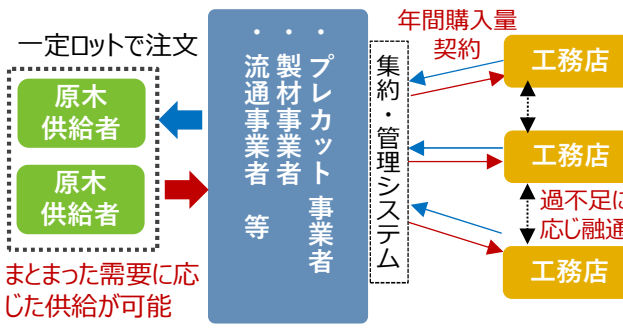 一定ロットで注文
原木
供給者
原木
供給者
まとまった需要に応
じた供給が可能
・プレカット 事業者
・製材事業者
・流通事業者 等
集約・管理システム
年間購入量
契約
工務店
工務店
過不足に
応じ融通
工務店